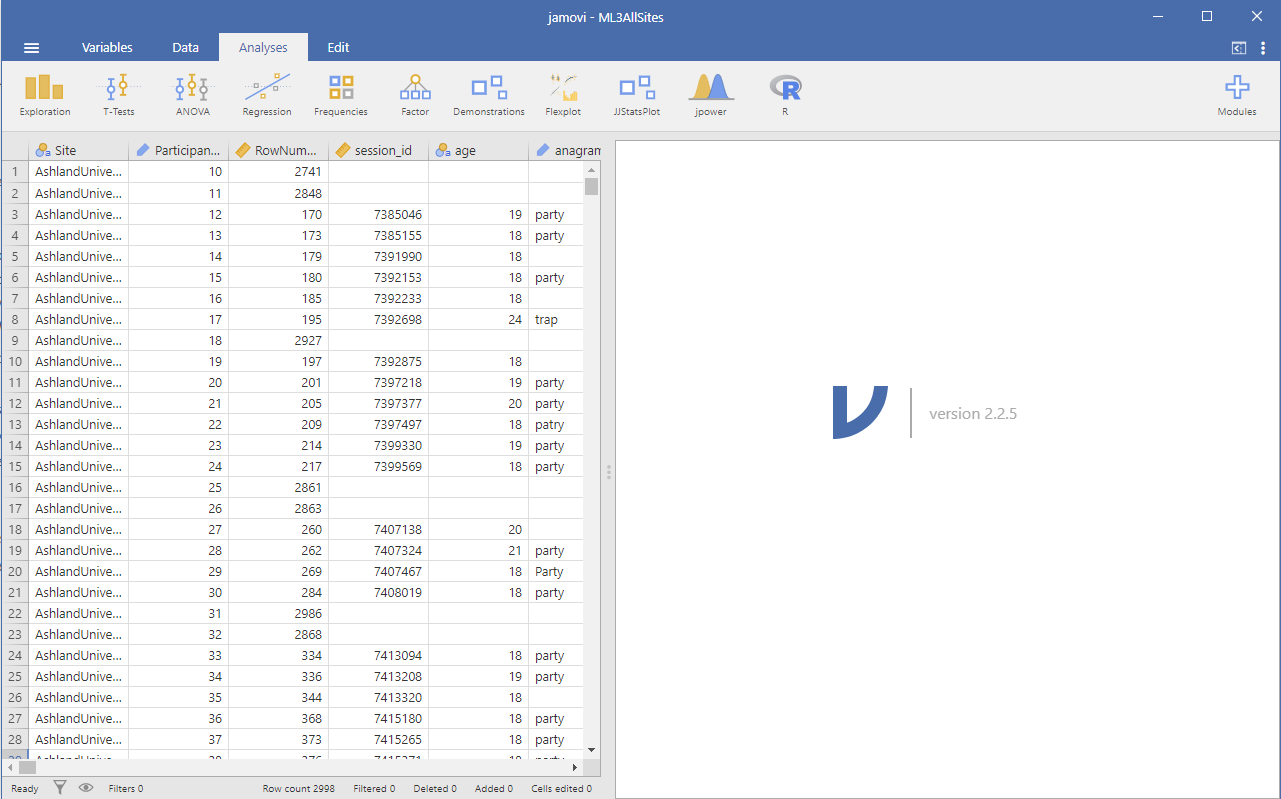 jamovi - ML3AllSites
Variables Data Analyses Edit
Exploration T-Tests ANOVA Regression Frequencies Factor Demonstrations Flexplot JJStatsPlot jpower R Modules
Site Participan... RowNum... session_id age anagram
1 AshlandUnive... 10 2741
2 AshlandUnive... 11 2848
3 AshlandUnive... 12 170 7385046 19 party
4 AshlandUnive... 13 173 7385155 18 party
5 AshlandUnive... 14 179 7391990 18
6 AshlandUnive... 15 180 7392153 18 party
7 AshlandUnive... 16 185 7392233 18
8 AshlandUnive... 17 195 7392698 24 trap
9 AshlandUnive... 18 2927
10 AshlandUnive... 19 197 7392875 18
11 AshlandUnive... 20 201 7397218 19 party
12 AshlandUnive... 21 205 7397377 20 party
13 AshlandUnive... 22 209 7397497 18 patry
14 AshlandUnive... 23 214 7399330 19 party
15 AshlandUnive... 24 217 7399569 18 party
16 AshlandUnive... 25 2861
17 AshlandUnive... 26 2863
18 AshlandUnive... 27 260 7407138 20
19 AshlandUnive... 28 262 7407324 21 party
20 AshlandUnive... 29 269 7407467 18 Party
21 AshlandUnive... 30 284 7408019 18 party
22 AshlandUnive... 31 2986
23 AshlandUnive... 32 2868
24 AshlandUnive... 33 334 7413094 18 party
25 AshlandUnive... 34 336 7413208 19 party
26 AshlandUnive... 35 344 7413320 18
27 AshlandUnive... 36 368 7415180 18 party
28 AshlandUnive... 37 373 7415265 18 party
version 2.2.5
Ready Filters 0 Row count 2998 Filtered 0 Deleted 0 Added 0 Cells edited 0